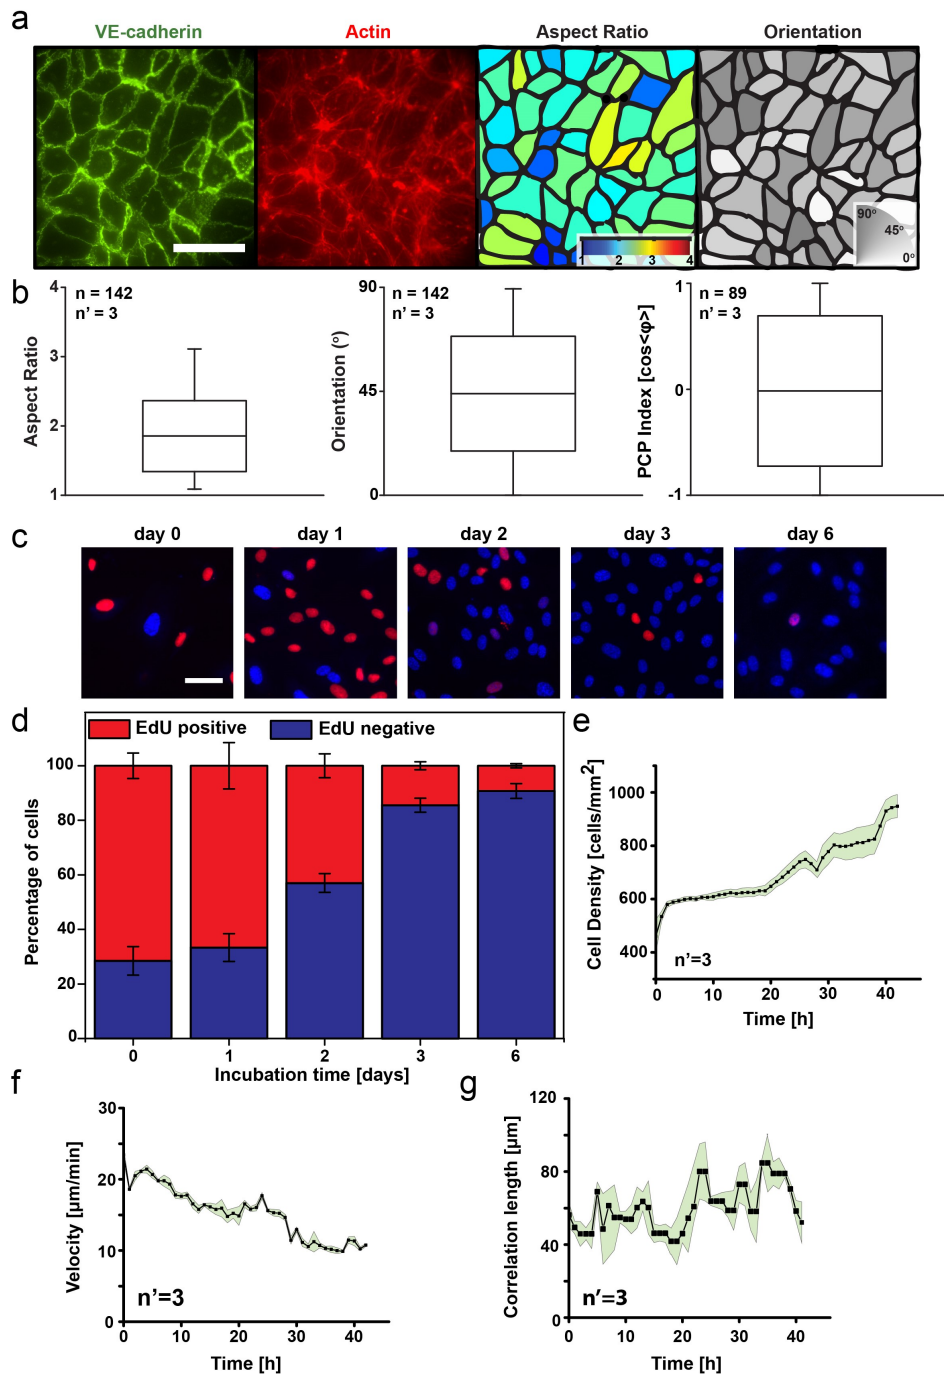 a
VE-cadherin
Actin
Aspect Ratio
Orientation
90°
45°
0°
1 2 3 4
b
4
3
2
1
Aspect Ratio
n = 142
n' = 3
90
45
0
Orientation (°)
n = 142
n' = 3
1
0
-1
PCP Index [cos<φ>]
n = 89
n' = 3
c
day 0
day 1
day 2
day 3
day 6
d
EdU positive
EdU negative
100
80
60
40
20
0
Percentage of cells
0 1 2 3 6
Incubation time [days]
e
1000
800
600
400
Cell Density [cells/mm²]
n'=3
0 10 20 30 40
Time [h]
f
30
20
10
0
Velocity [µm/min]
n'=3
0 10 20 30 40
Time [h]
g
120
80
40
0
Correlation length [µm]
n'=3
0 10 20 30 40
Time [h]